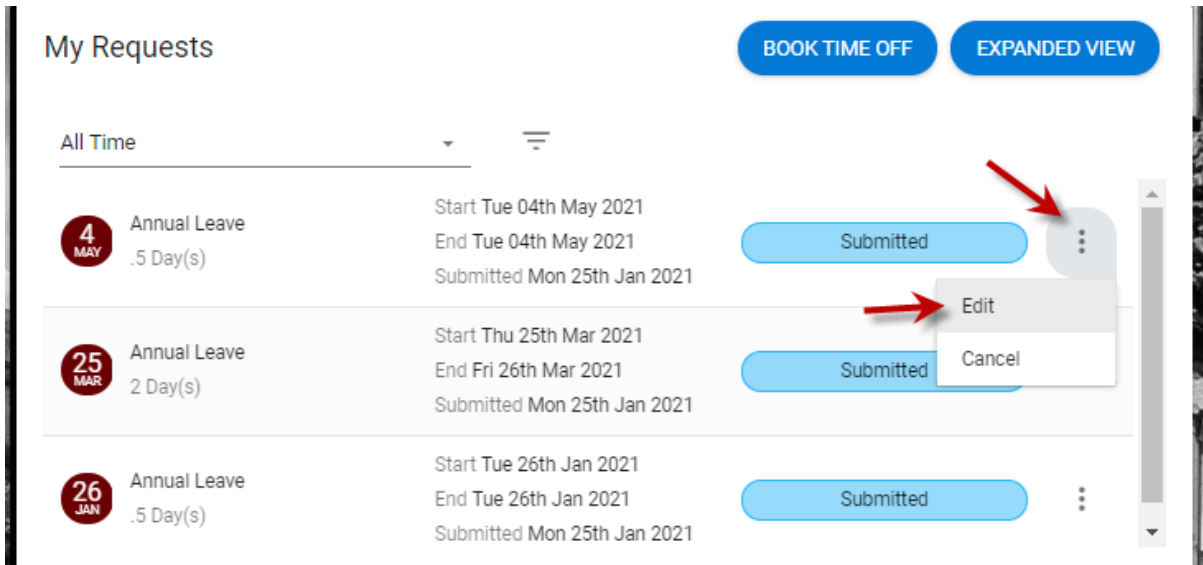 My Requests
BOOK TIME OFF
EXPANDED VIEW
All Time
4
MAY
Annual Leave
.5 Day(s)
Start Tue 04th May 2021
End Tue 04th May 2021
Submitted Mon 25th Jan 2021
Submitted
Edit
Cancel
25
MAR
Annual Leave
2 Day(s)
Start Thu 25th Mar 2021
End Fri 26th Mar 2021
Submitted Mon 25th Jan 2021
Submitted
26
JAN
Annual Leave
.5 Day(s)
Start Tue 26th Jan 2021
End Tue 26th Jan 2021
Submitted Mon 25th Jan 2021
Submitted